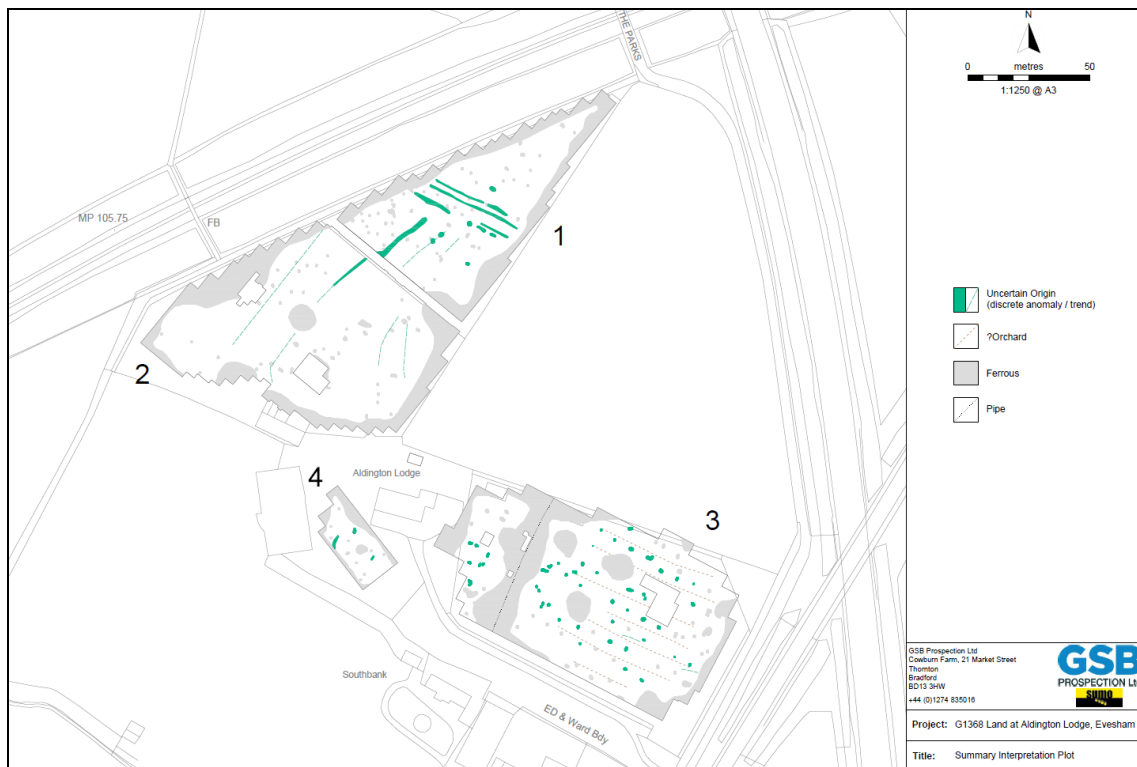 THE PARKS
MP 105.75
FB
1
2
4
Aldington Lodge
3
Southbank
ED & Ward Bdy
N
0 metres 50
1:1250 @ A3
Uncertain Origin
(discrete anomaly / trend)
?Orchard
Ferrous
Pipe
GSB Prospection Ltd
Cowburn Farm, 21 Market Street
Thornton
Bradford
BD13 3HW
+44 (0)1274 835016
GSB
PROSPECTION Lt
sumo
Project: G1368 Land at Aldington Lodge, Evesham
Title: Summary Interpretation Plot